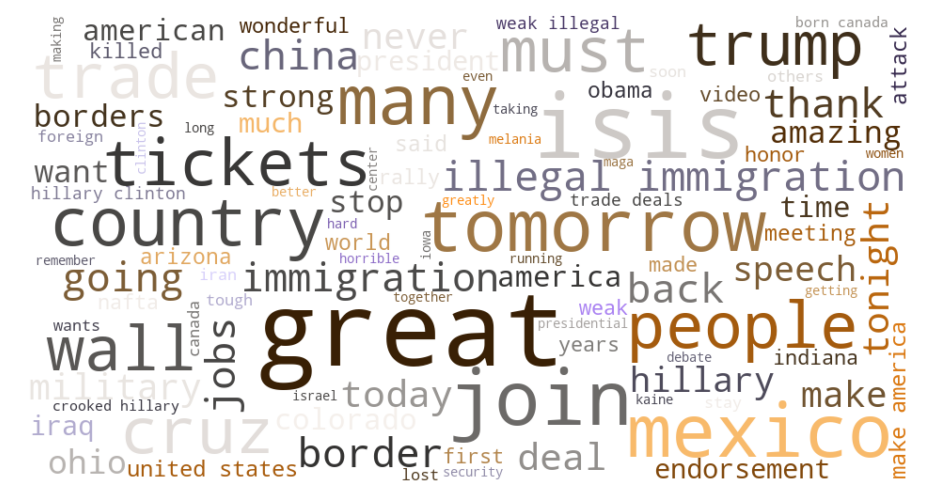 making
american
wonderful
weak illegal
born canada
killed
china
never
president
must
trump
attack
soon
others
trade
even
obama
video
borders
strong
many
isis
thank
foreign
clinton
long
much
taking
melania
amazing
said
maga
honor
women
want
tickets
center
rally
illegal immigration
hillary clinton
better
greatly
trade deals
country
stop
hard
tomorrow
time
tonight
world
iowa
meeting
remember
arizona
horrible
running
going
iran
immigration
america
made
speech
nafta
tough
together
back
getting
wants
canada
great
weak
people
wall
jobs
presidential
years
debate
indiana
military
israel
today
join
hillary
make
make america
crooked hillary
kaine
stay
iraq
cruz
colorado
mexico
ohio
united states
border
first
deal
endorsement
lost
security